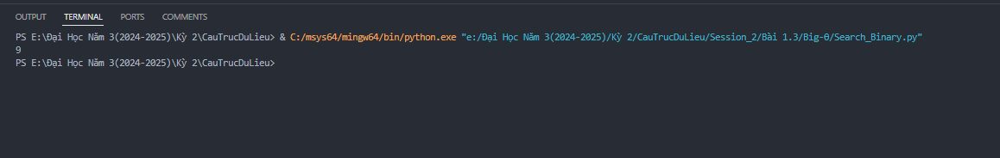 OUTPUT TERMINAL PORTS COMMENTS
PS E:\Đại Học Năm 3(2024-2025)\Kỳ 2\CauTrucDuLieu> & C:/msys64/mingw64/bin/python.exe "e:/Đại Học Năm 3(2024-2025)/Kỳ 2/CauTrucDuLieu/Session_2/Bài 1.3/Big-O/Search_Binary.py"
9
PS E:\Đại Học Năm 3(2024-2025)\Kỳ 2\CauTrucDuLieu>